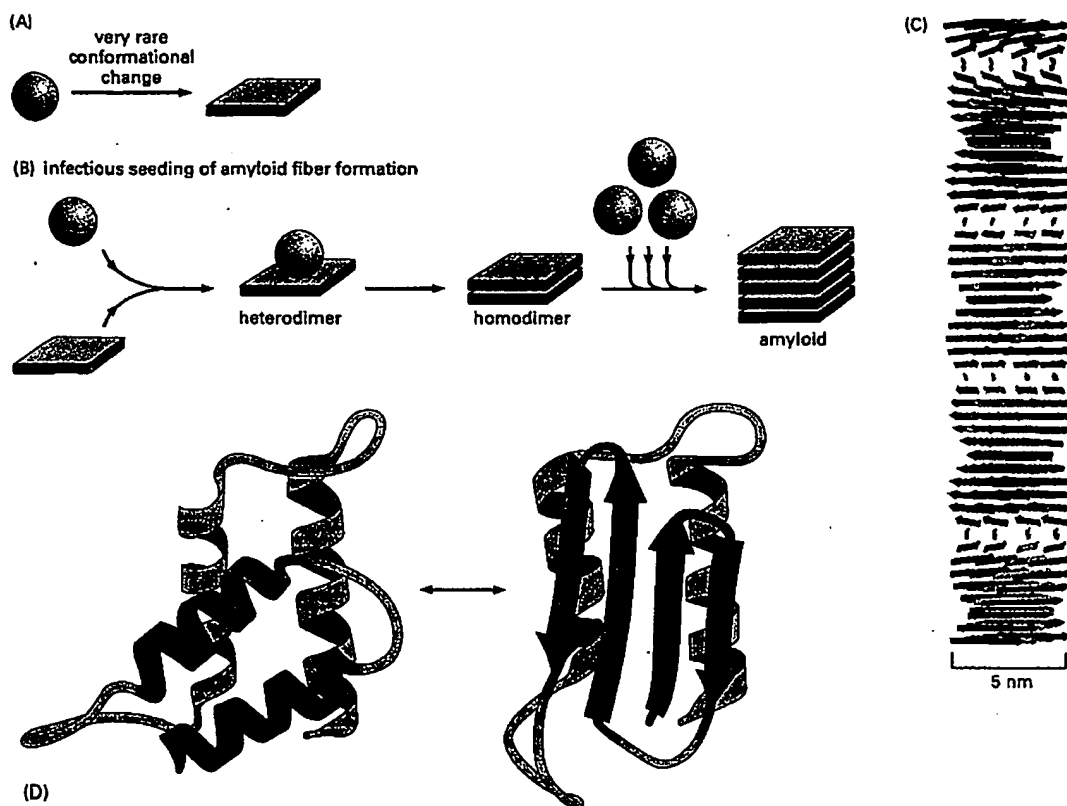 (A)
very rare
conformational
change
(B) infectious seeding of amyloid fiber formation
heterodimer
homodimer
amyloid
(C)
5 nm
(D)